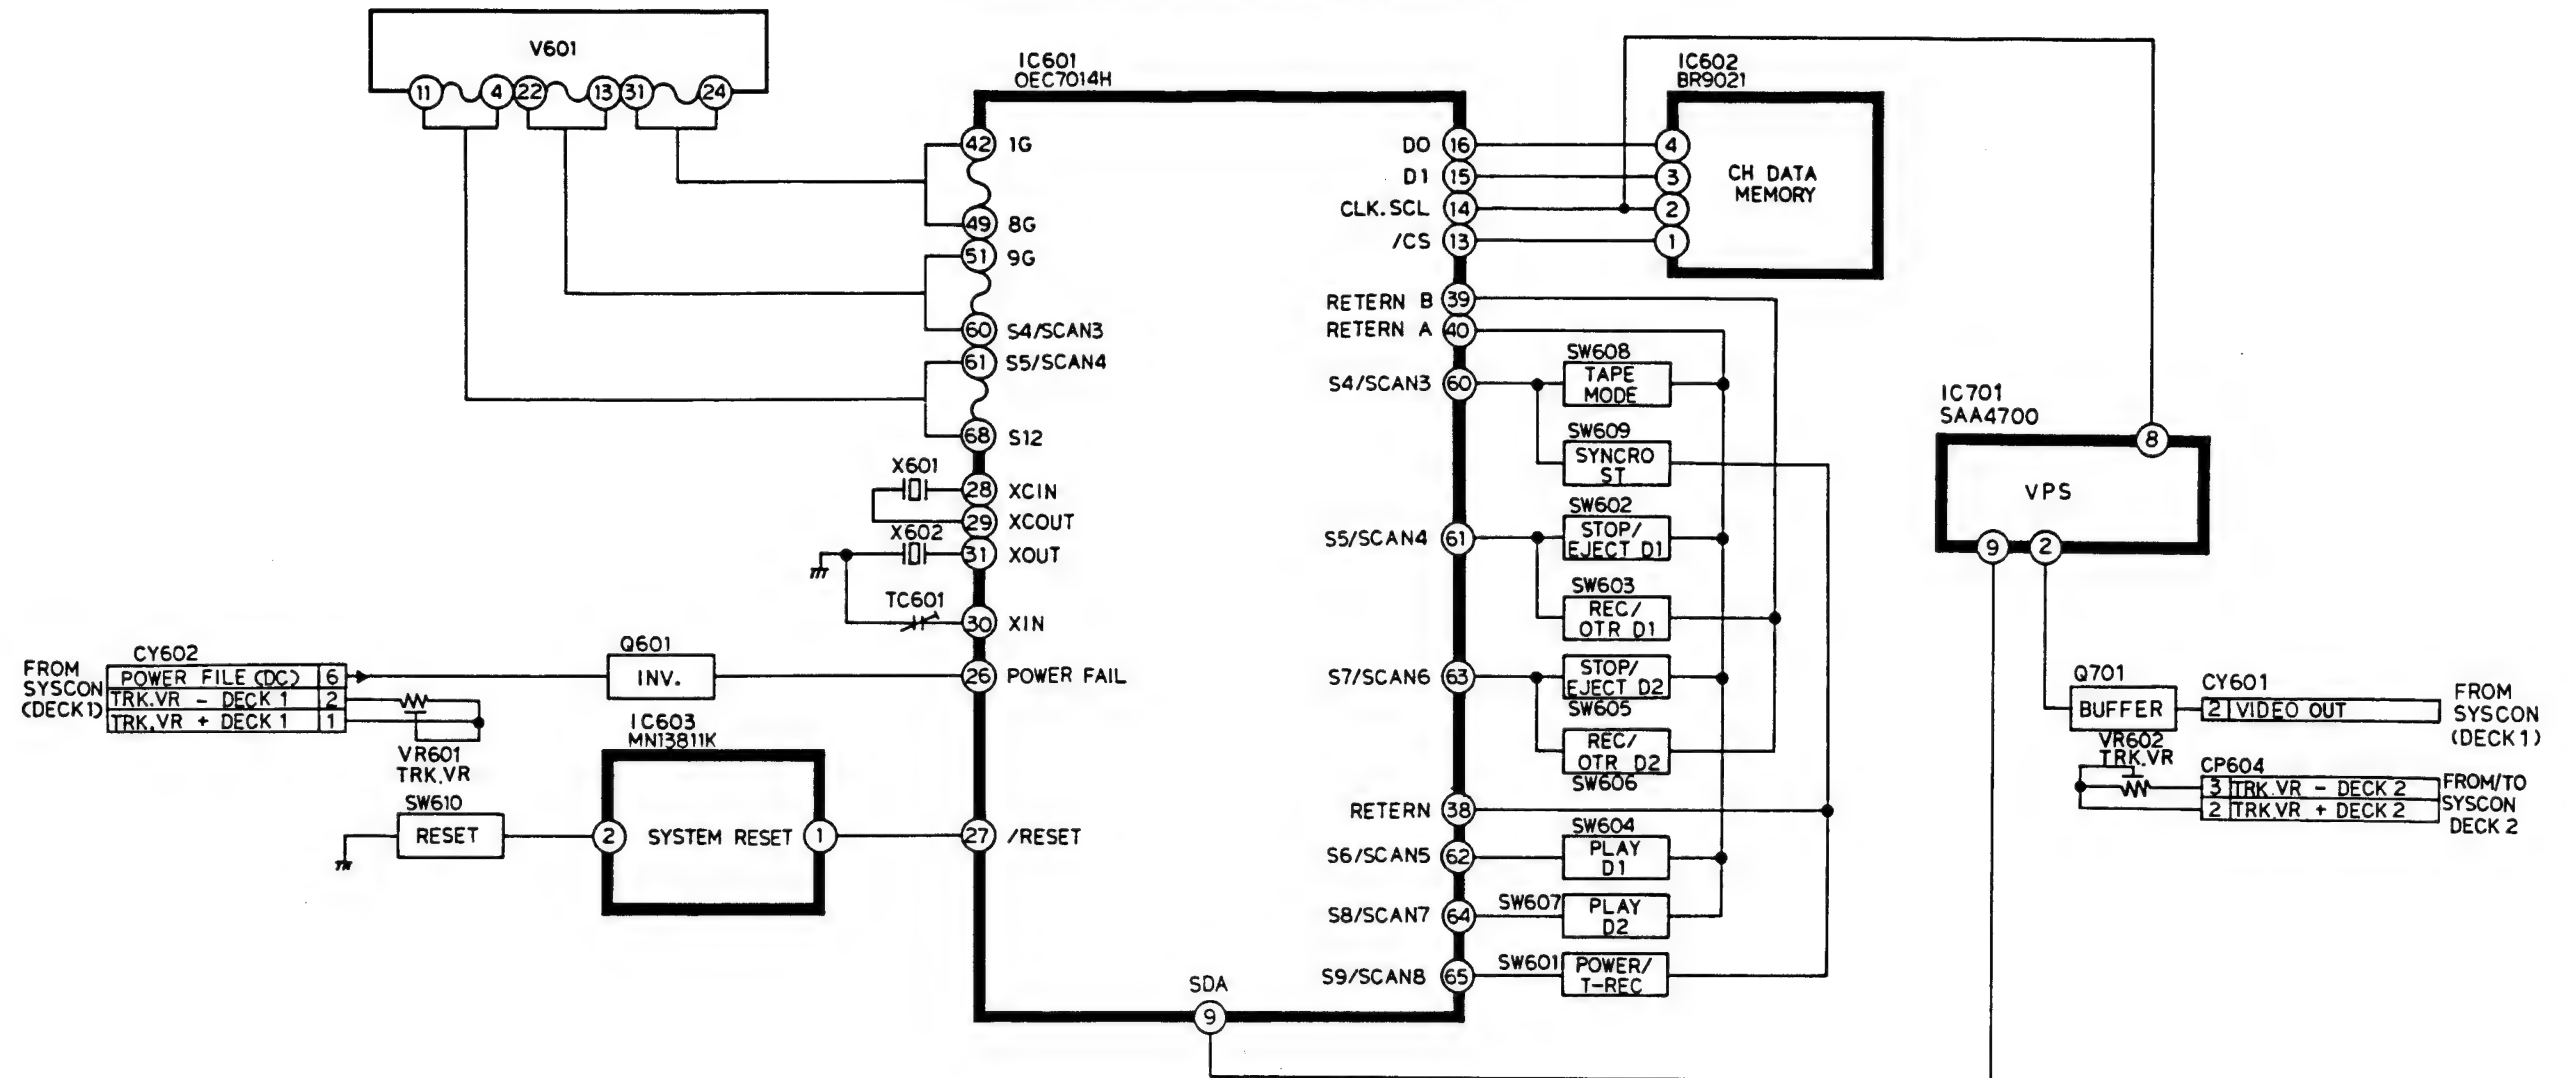 V601
11 4 22 13 31 24
IC601
OEC7014H
42 1G
49 8G
51 9G
60 S4/SCAN3
61 S5/SCAN4
68 S12
X601
28 XCIN
29 XCOUT
X602
31 XOUT
TC601
30 XIN
FROM
SYSCON
(DECK1)
CY602
POWER FILE (DC) 6
TRK.VR - DECK 1 2
TRK.VR + DECK 1 1
VR601
TRK.VR
Q601
INV.
26 POWER FAIL
IC603
MN13811K
SW610
RESET
2 SYSTEM RESET 1
27 /RESET
SDA
9
DO 16
D1 15
CLK.SCL 14
/CS 13
IC602
BR9021
4
3
2
1
CH DATA
MEMORY
RETERN B 39
RETERN A 40
SW608
S4/SCAN3 60
TAPE
MODE
SW609
SYNCRO
ST
SW602
S5/SCAN4 61
STOP/
EJECT D1
SW603
REC/
OTR D1
S7/SCAN6 63
STOP/
EJECT D2
SW605
REC/
OTR D2
SW606
RETERN 38
SW604
S6/SCAN5 62
PLAY
D1
S8/SCAN7 64
SW607
PLAY
D2
S9/SCAN8 65
SW601
POWER/
T-REC
IC701
SAA4700
8
VPS
9 2
Q701
BUFFER
CY601
2 VIDEO OUT
FROM
SYSCON
(DECK1)
VR602
TRK.VR
CP604
3 TRK.VR - DECK 2
2 TRK.VR + DECK 2
FROM/TO
SYSCON
DECK 2